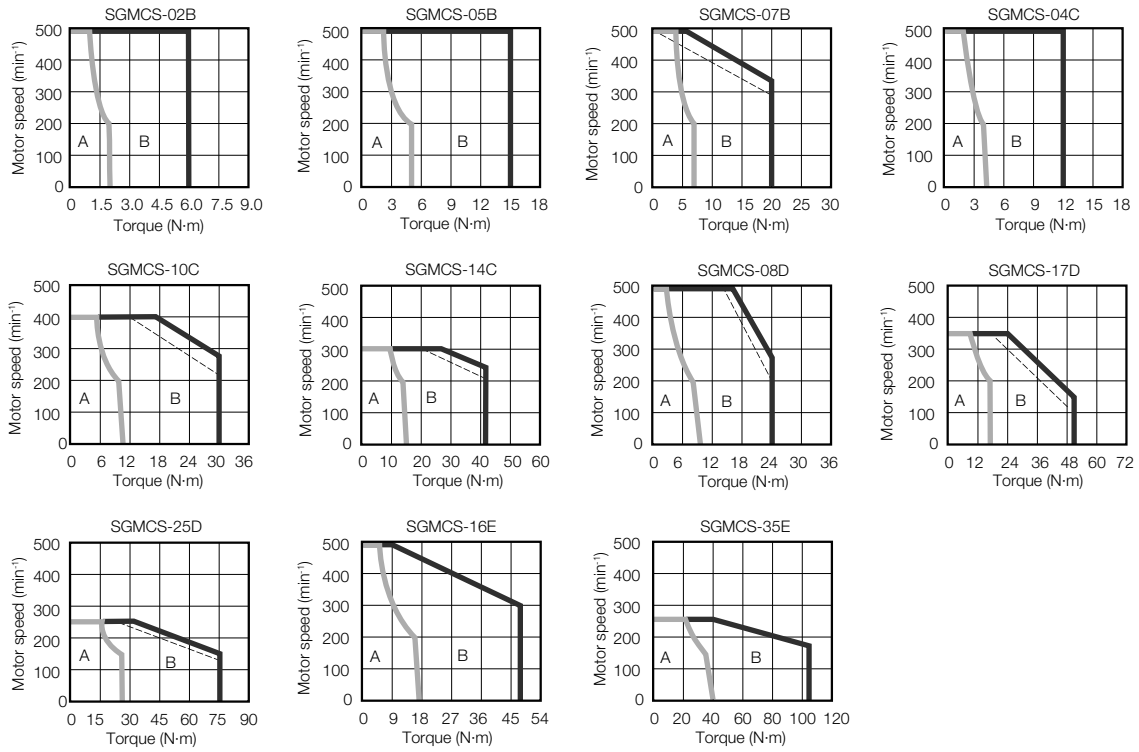 SGMCS-02B
Motor speed (min⁻¹)
500
400
300
200
100
0
A
B
0 1.5 3.0 4.5 6.0 7.5 9.0
Torque (N·m)
SGMCS-05B
Motor speed (min⁻¹)
500
400
300
200
100
0
A
B
0 3 6 9 12 15 18
Torque (N·m)
SGMCS-07B
Motor speed (min⁻¹)
500
400
300
200
100
0
A
B
0 5 10 15 20 25 30
Torque (N·m)
SGMCS-04C
Motor speed (min⁻¹)
500
400
300
200
100
0
A
B
0 3 6 9 12 15 18
Torque (N·m)
SGMCS-10C
Motor speed (min⁻¹)
500
400
300
200
100
0
A
B
0 6 12 18 24 30 36
Torque (N·m)
SGMCS-14C
Motor speed (min⁻¹)
500
400
300
200
100
0
A
B
0 10 20 30 40 50 60
Torque (N·m)
SGMCS-08D
Motor speed (min⁻¹)
500
400
300
200
100
0
A
B
0 6 12 18 24 30 36
Torque (N·m)
SGMCS-17D
Motor speed (min⁻¹)
500
400
300
200
100
0
A
B
0 12 24 36 48 60 72
Torque (N·m)
SGMCS-25D
Motor speed (min⁻¹)
500
400
300
200
100
0
A
B
0 15 30 45 60 75 90
Torque (N·m)
SGMCS-16E
Motor speed (min⁻¹)
500
400
300
200
100
0
A
B
0 9 18 27 36 45 54
Torque (N·m)
SGMCS-35E
Motor speed (min⁻¹)
500
400
300
200
100
0
A
B
0 20 40 60 80 100 120
Torque (N·m)